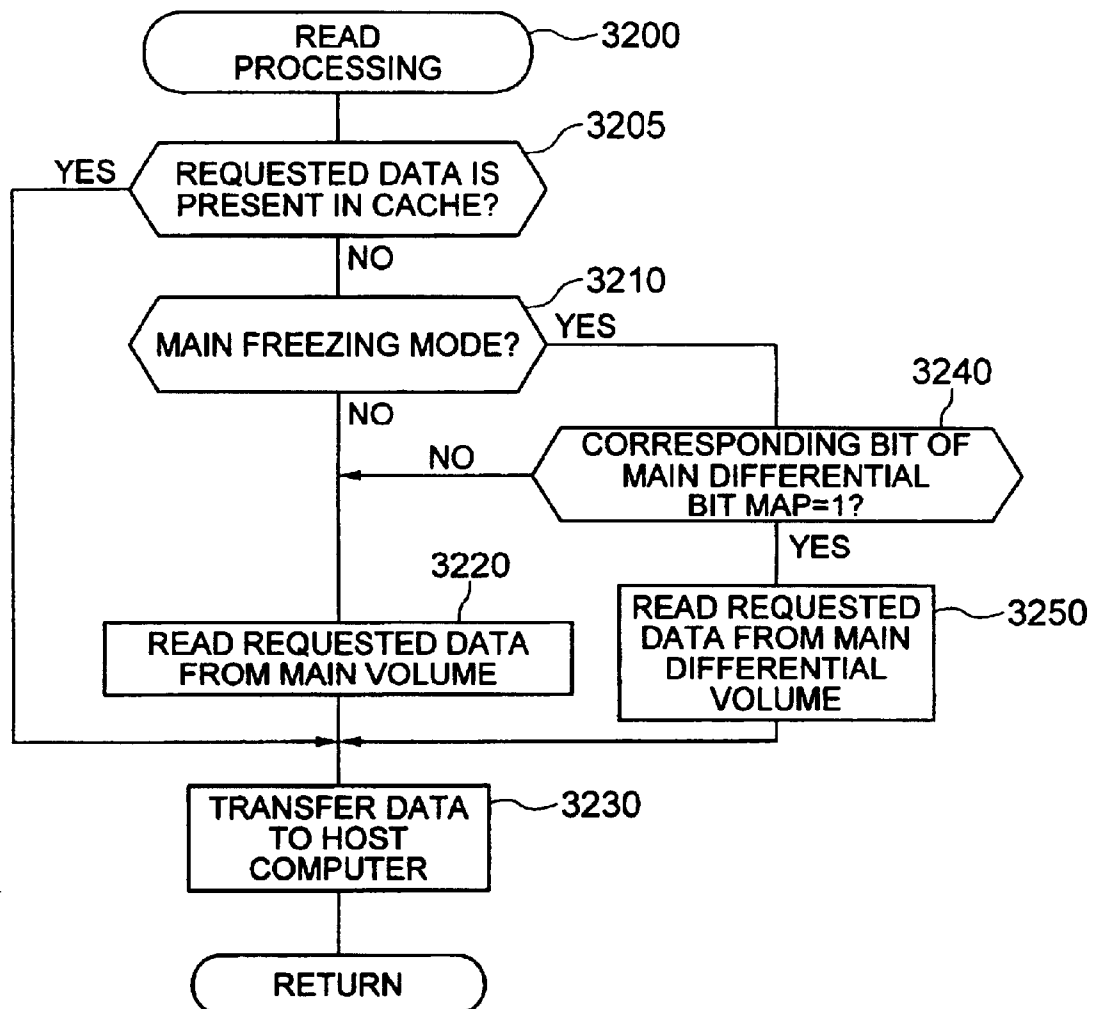 READ
PROCESSING
3200
3205
YES
REQUESTED DATA IS
PRESENT IN CACHE?
NO
3210
MAIN FREEZING MODE?
YES
3240
NO
CORRESPONDING BIT OF
MAIN DIFFERENTIAL
BIT MAP=1?
NO
YES
3220
READ REQUESTED DATA
FROM MAIN VOLUME
READ REQUESTED
DATA FROM MAIN
DIFFERENTIAL
VOLUME
3250
TRANSFER DATA
TO HOST
COMPUTER
3230
RETURN